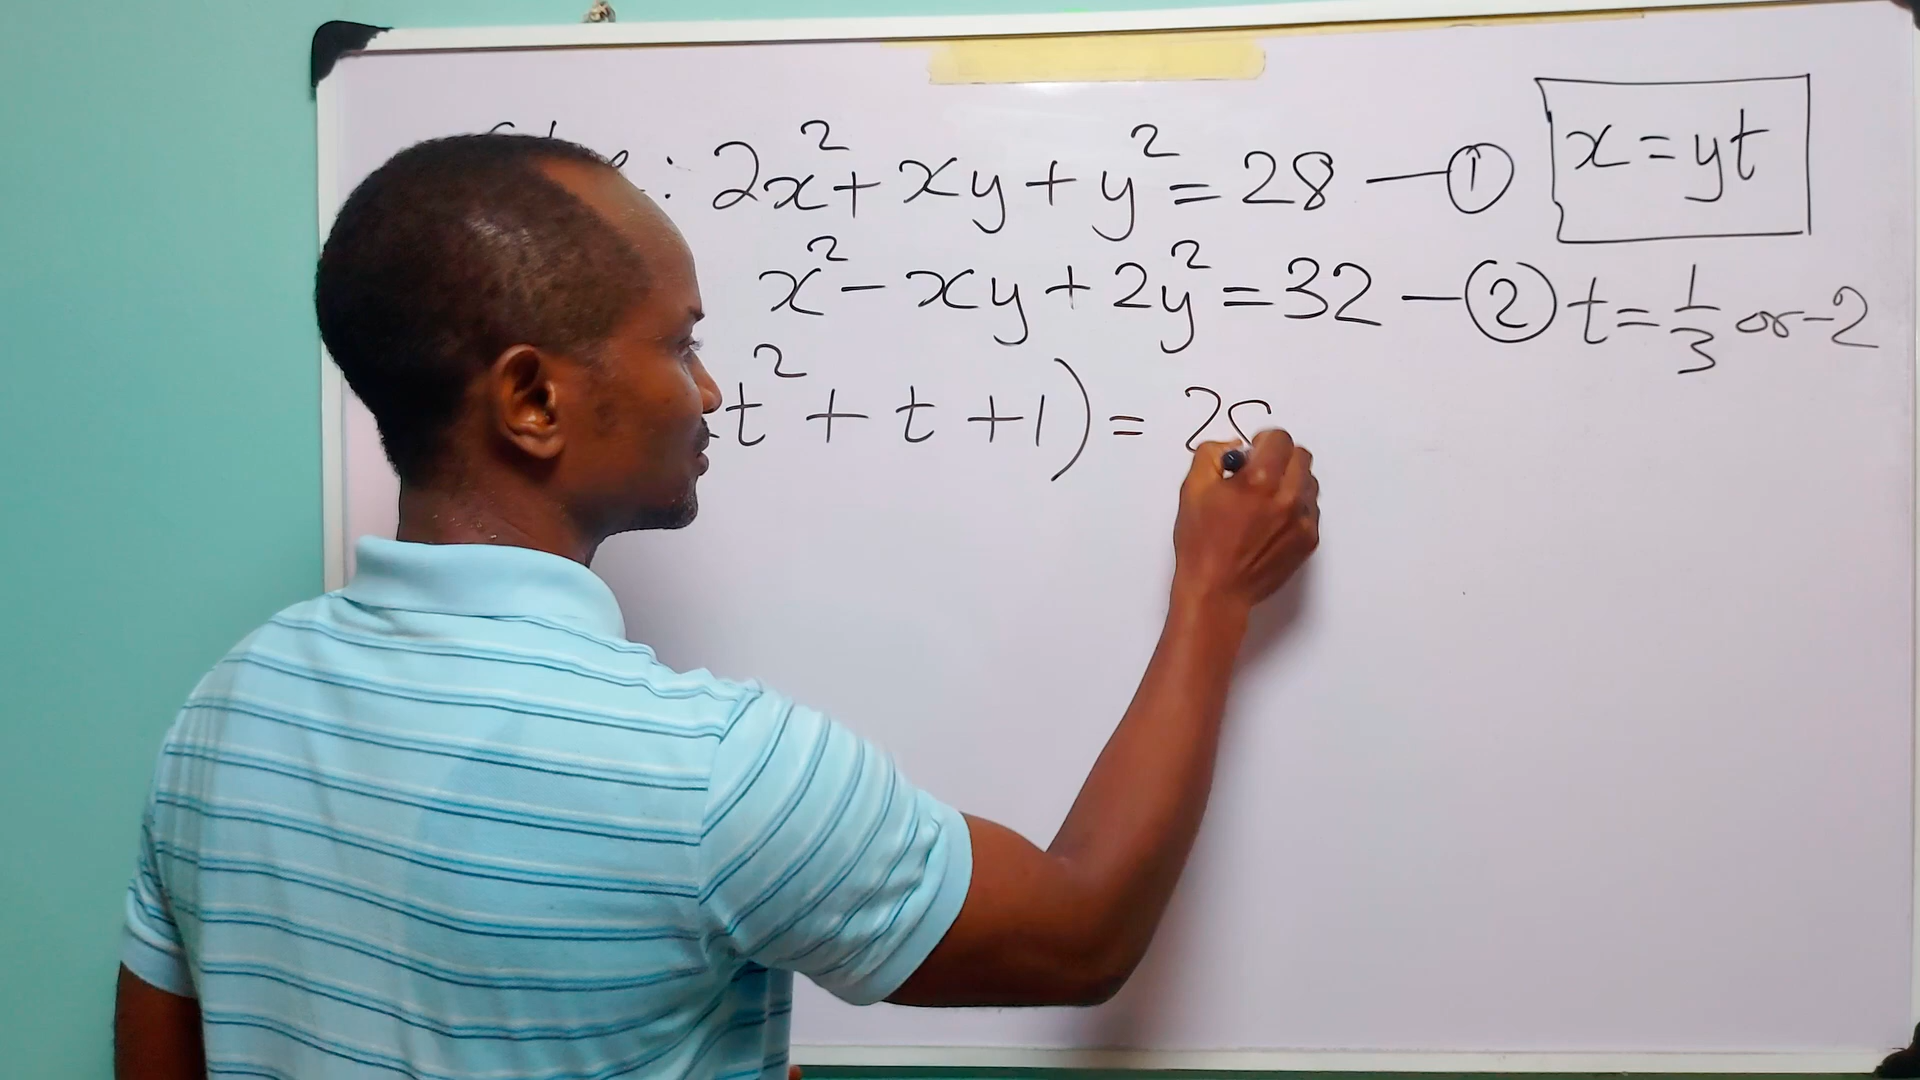 : 2x² + xy + y² = 28 — ①
x = yt
x² - xy + 2y² = 32 — ②
t = 1/3 or -2
t² + t + 1) = 28